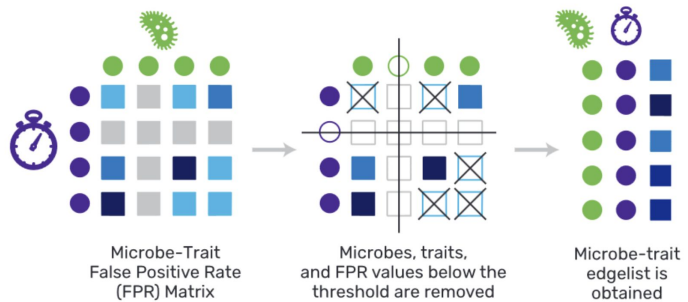 Microbe-Trait
False Positive Rate
(FPR) Matrix
Microbes, traits,
and FPR values below the
threshold are removed
Microbe-trait
edgelist is
obtained